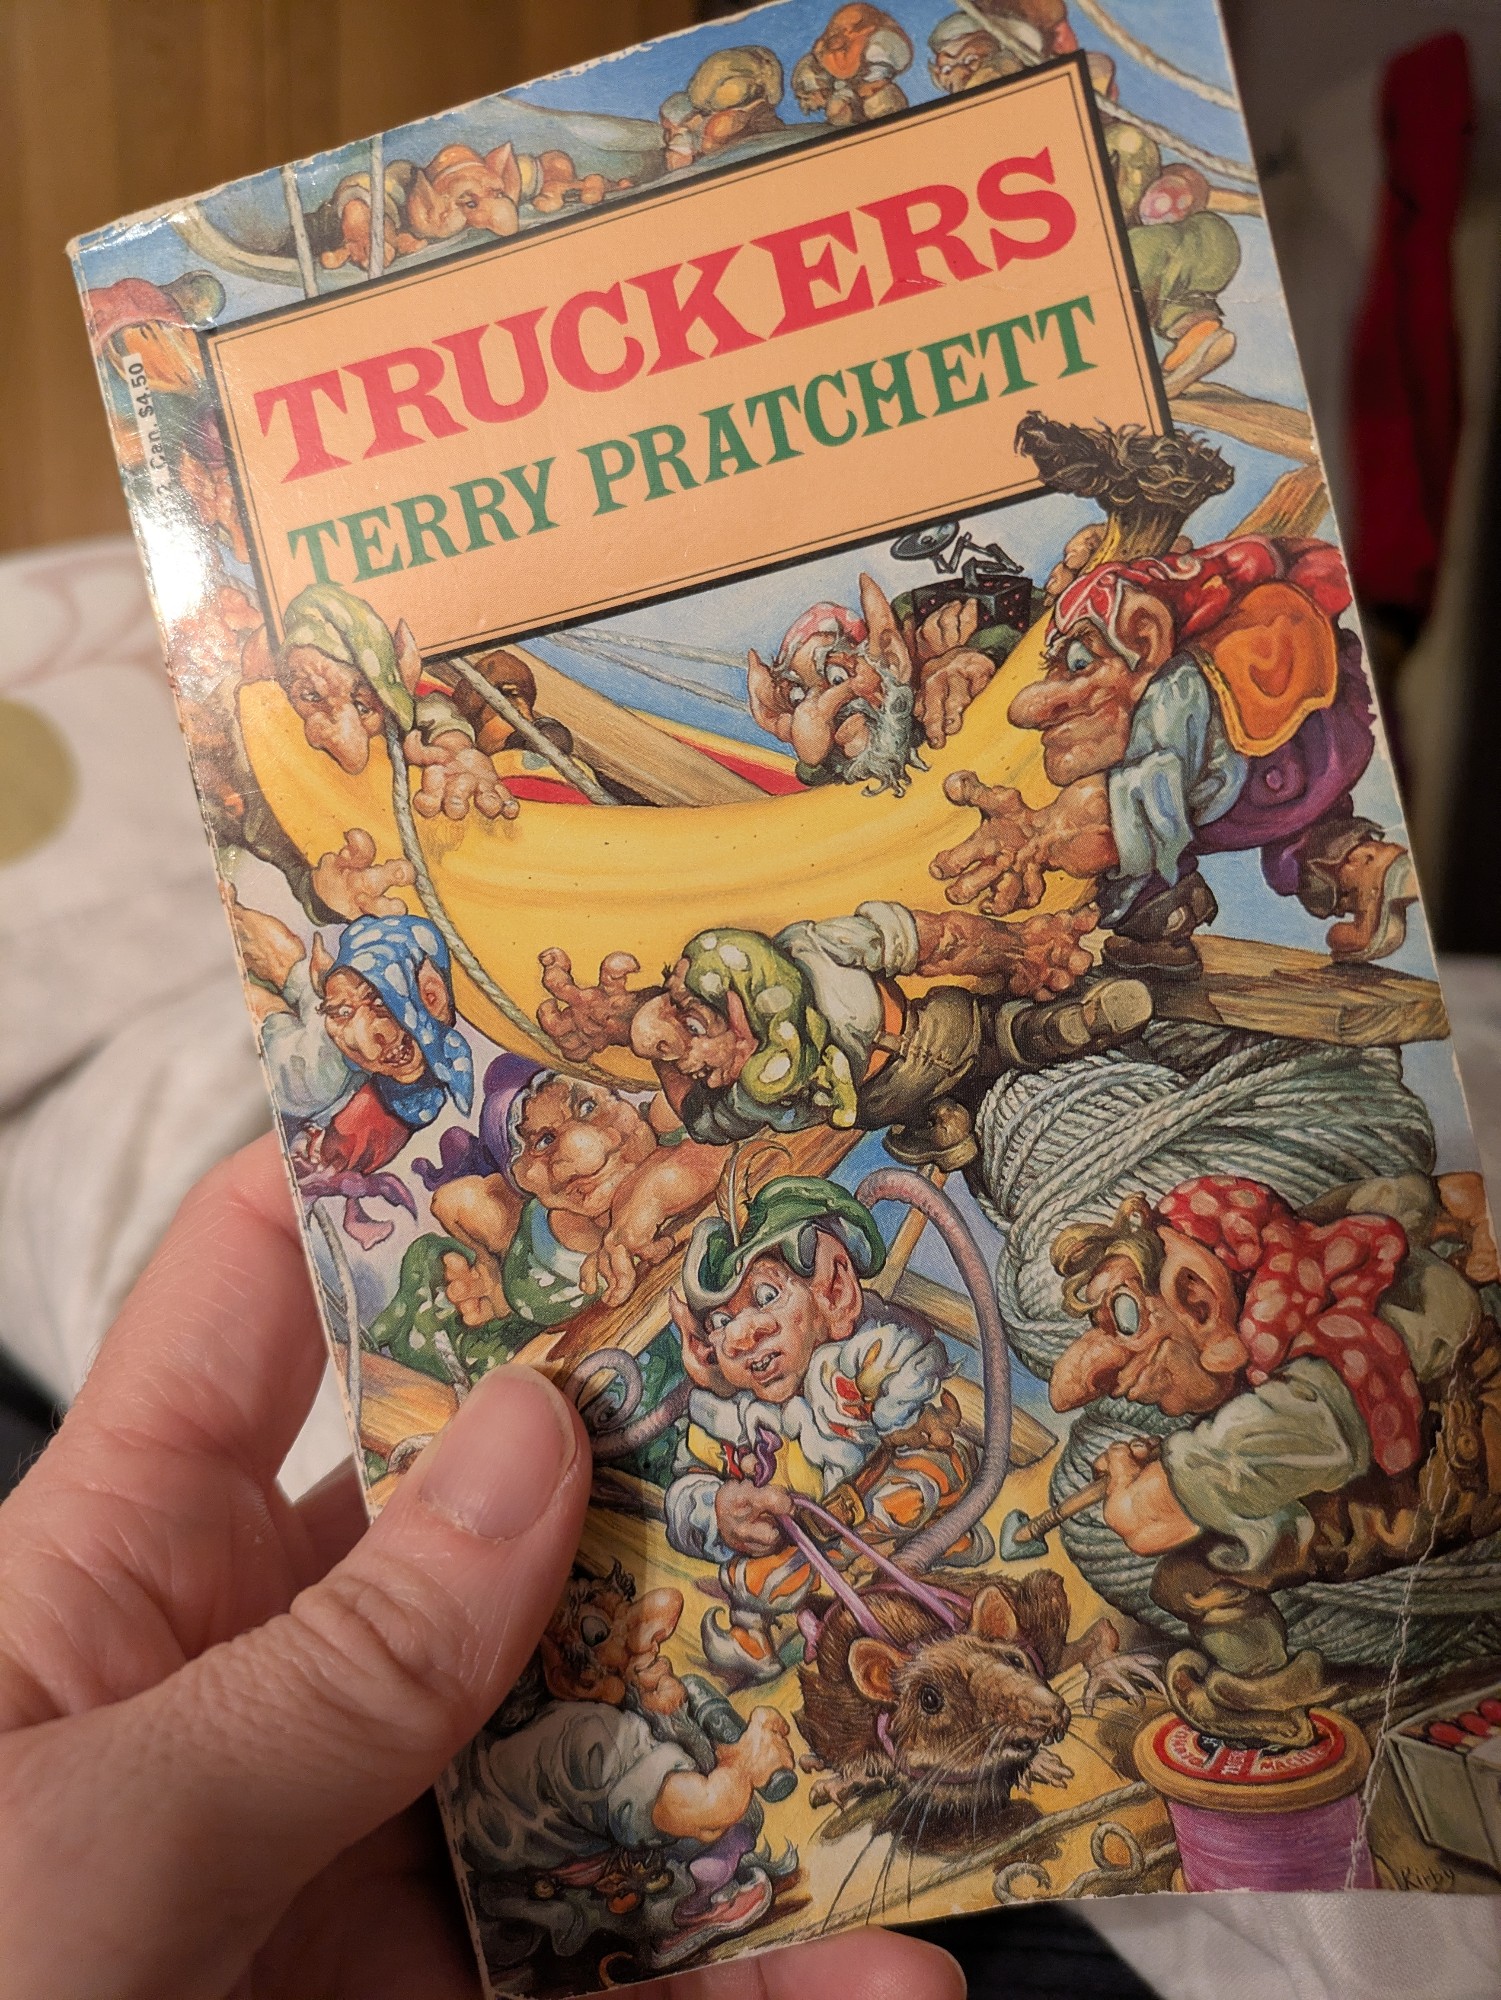 TRUCKERS
TERRY PRATCHETT
Can. $4.50
Kirby